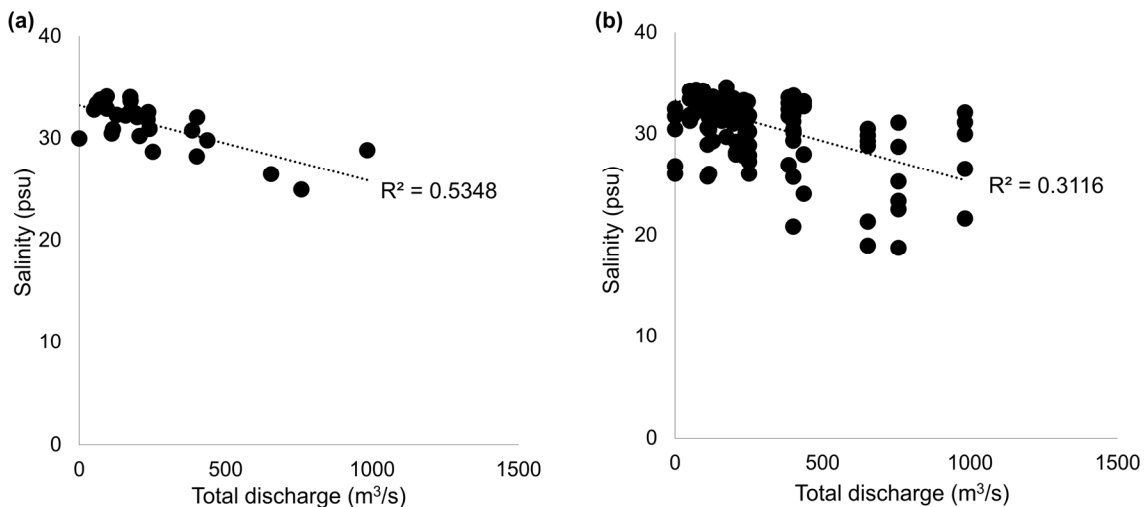 (a)
40
30
20
10
0
Salinity (psu)
R² = 0.5348
0
500
1000
1500
Total discharge (m³/s)
(b)
40
30
20
10
0
Salinity (psu)
R² = 0.3116
0
500
1000
1500
Total discharge (m³/s)